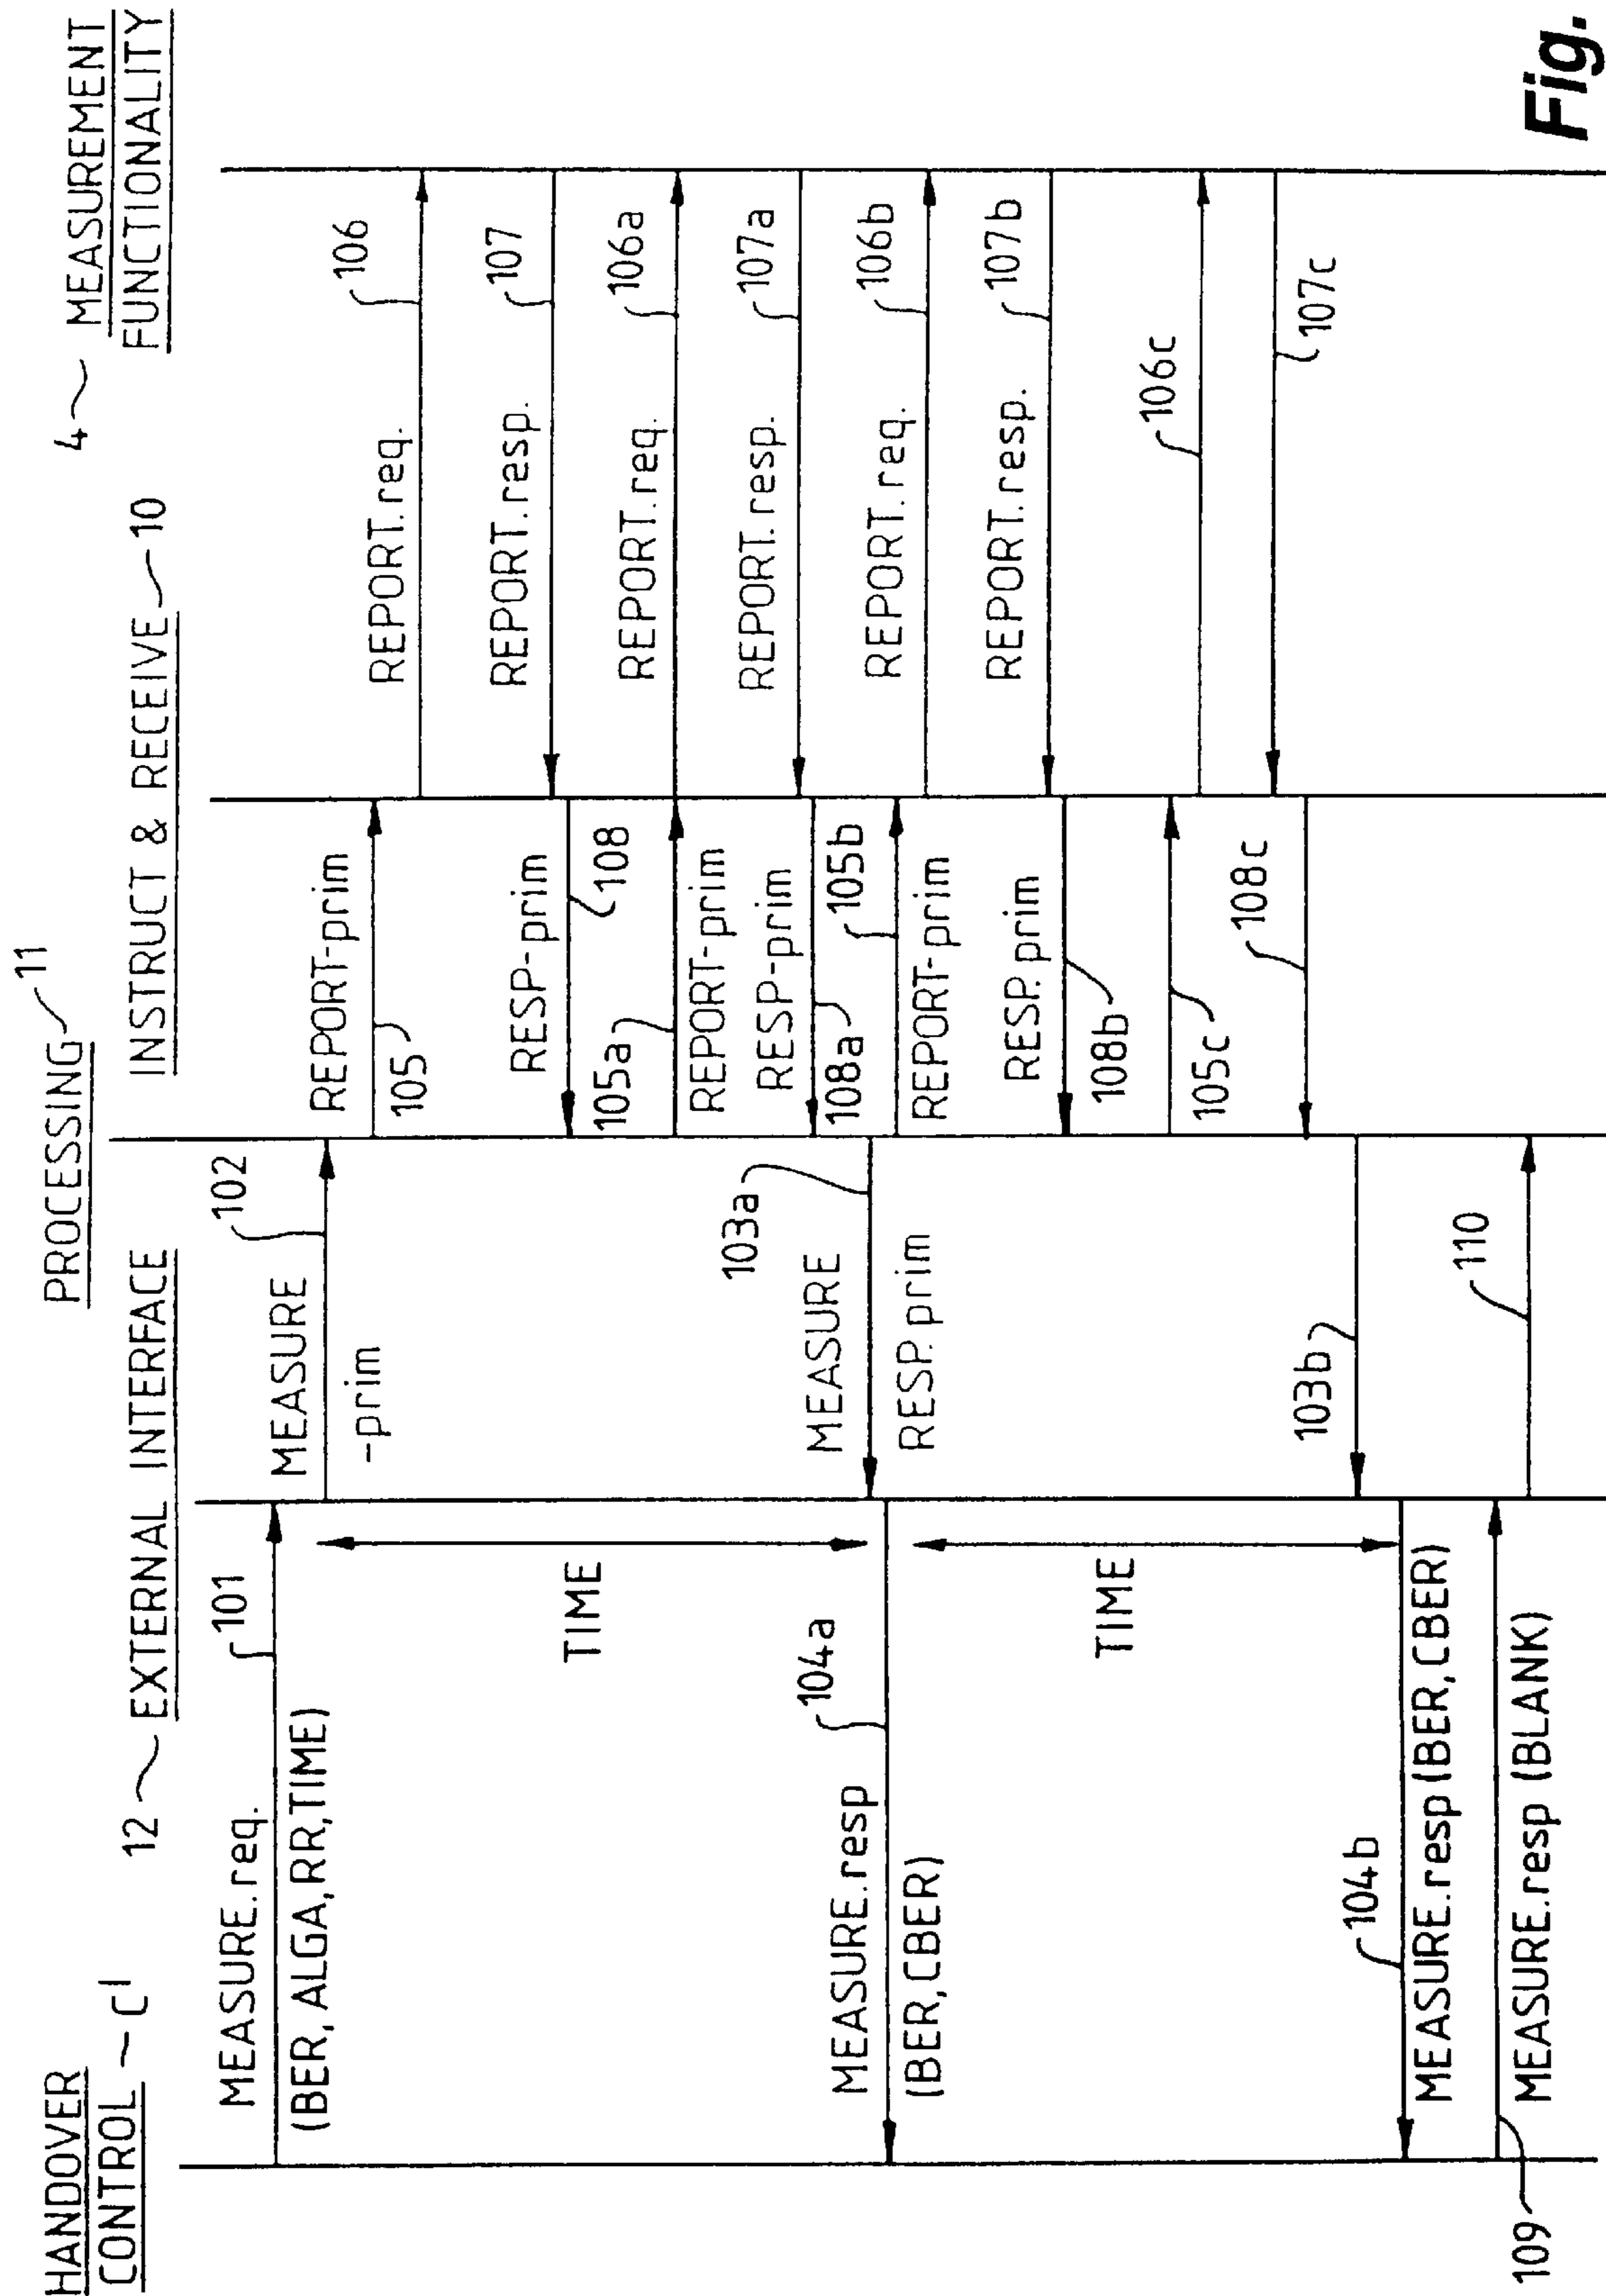 HANDOVER
CONTROL ~ C'
12 ~ EXTERNAL INTERFACE
PROCESSING 11
INSTRUCT & RECEIVE 10
4 ~ MEASUREMENT
FUNCTIONALITY
MEASURE.req.
101
(BER, ALGA, RR, TIME)
MEASURE
102
-prim
REPORT-prim
105
REPORT.req.
106
REPORT.resp.
107
RESP-prim
108
TIME
105a
REPORT-prim
REPORT.req.
106a
REPORT.resp.
107a
RESP-prim
108a
103a
MEASURE
RESP.prim
MEASURE.resp
104a
(BER, CBER)
105b
REPORT-prim
REPORT.req.
106b
REPORT.resp.
107b
RESP.prim
108b
TIME
105c
106c
107c
108c
103b
104b
MEASURE.resp (BER, CBER)
110
109
MEASURE.resp (BLANK)
Fig.